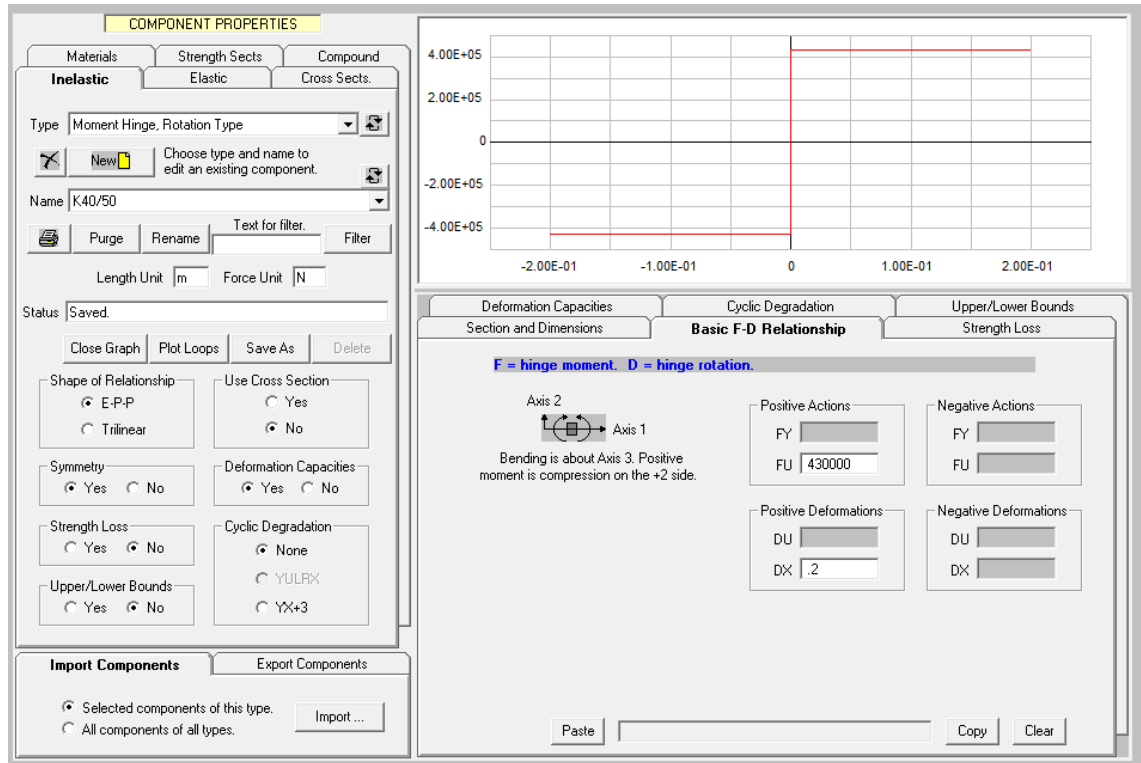 COMPONENT PROPERTIES
Materials
Strength Sects
Compound
Inelastic
Elastic
Cross Sects.
Type
Moment Hinge, Rotation Type
New
Choose type and name to
edit an existing component.
Name
K40/50
Purge
Rename
Text for filter.
Filter
Length Unit
m
Force Unit
N
Status
Saved.
Close Graph
Plot Loops
Save As
Delete
Shape of Relationship
E-P-P
Trilinear
Use Cross Section
Yes
No
Symmetry
Yes
No
Deformation Capacities
Yes
No
Strength Loss
Yes
No
Cyclic Degradation
None
YULRX
YX+3
Upper/Lower Bounds
Yes
No
Import Components
Export Components
Selected components of this type.
All components of all types.
Import ...
4.00E+05
2.00E+05
0
-2.00E+05
-4.00E+05
-2.00E-01
-1.00E-01
0
1.00E-01
2.00E-01
Deformation Capacities
Cyclic Degradation
Upper/Lower Bounds
Section and Dimensions
Basic F-D Relationship
Strength Loss
F = hinge moment. D = hinge rotation.
Axis 2
Axis 1
Bending is about Axis 3. Positive
moment is compression on the +2 side.
Positive Actions
FY
FU
430000
Negative Actions
FY
FU
Positive Deformations
DU
DX
.2
Negative Deformations
DU
DX
Paste
Copy
Clear